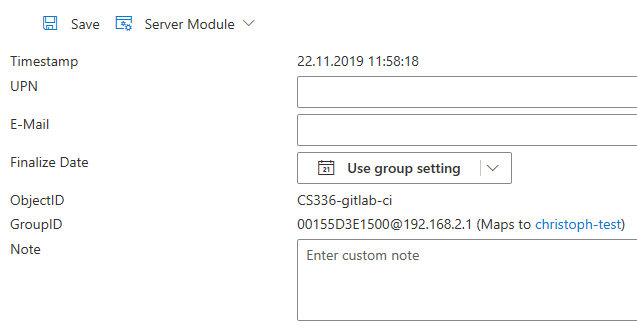 Save Server Module
Timestamp 22.11.2019 11:58:18
UPN
E-Mail
Finalize Date 21 Use group setting
ObjectID CS336-gitlab-ci
GroupID 00155D3E1500@192.168.2.1 (Maps to christoph-test)
Note Enter custom note